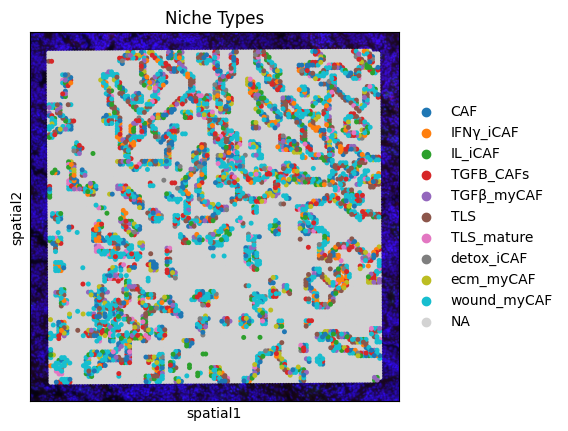 Niche Types
spatial2
spatial1
CAF
IFNγ_iCAF
IL_iCAF
TGFB_CAFs
TGFβ_myCAF
TLS
TLS_mature
detox_iCAF
ecm_myCAF
wound_myCAF
NA